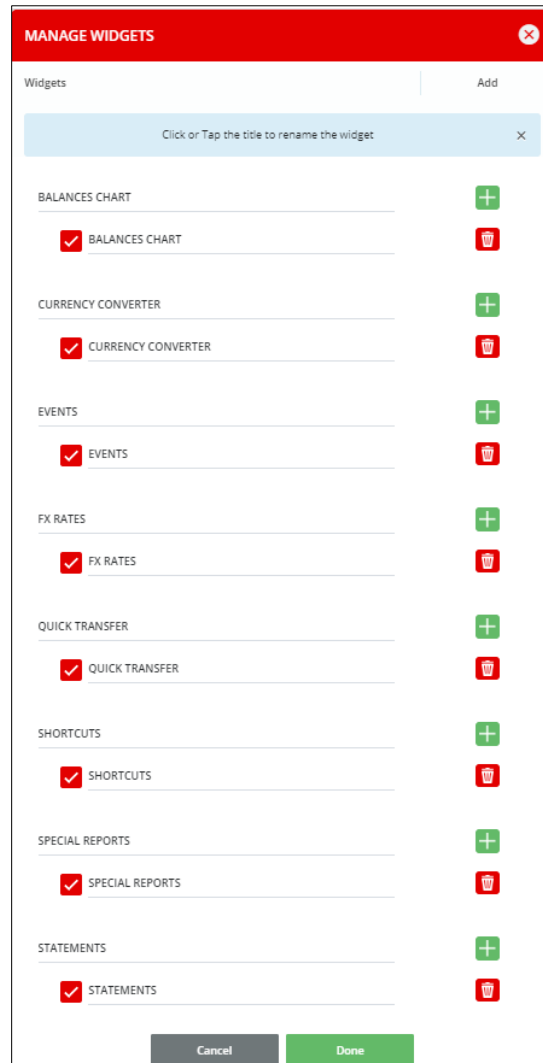 MANAGE WIDGETS
Widgets Add
Click or Tap the title to rename the widget
BALANCES CHART
BALANCES CHART
CURRENCY CONVERTER
CURRENCY CONVERTER
EVENTS
EVENTS
FX RATES
FX RATES
QUICK TRANSFER
QUICK TRANSFER
SHORTCUTS
SHORTCUTS
SPECIAL REPORTS
SPECIAL REPORTS
STATEMENTS
STATEMENTS
Cancel Done